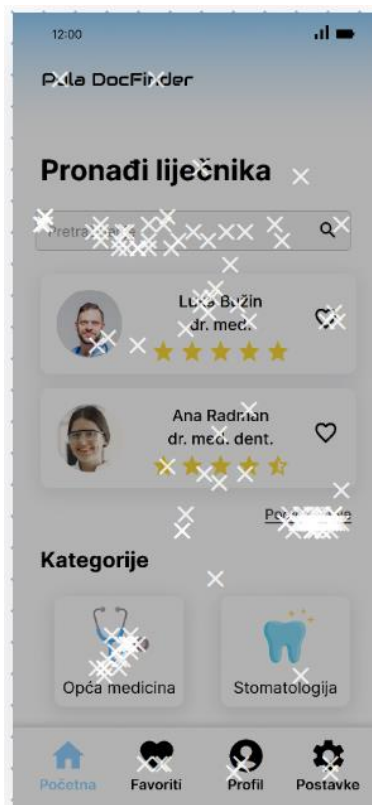 12:00
Pula DocFinder
Pronađi liječnika
Luka Bužin
dr. med.
Ana Radman
dr. med. dent.
Kategorije
Opća medicina
Stomatologija
Početna
Favoriti
Profil
Postavke